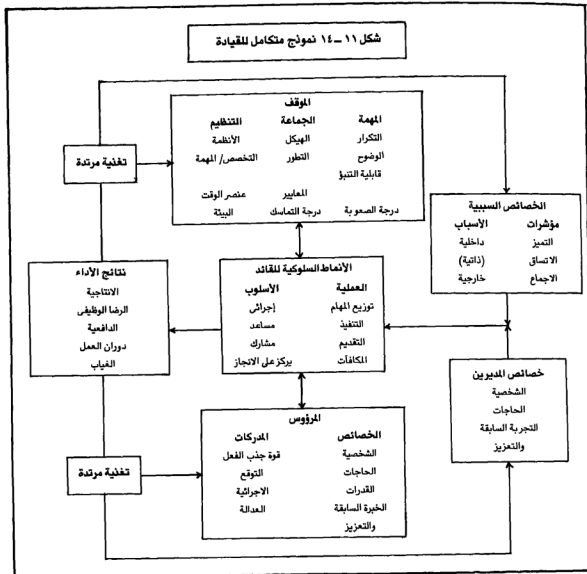 شكل ١١ – ١٤ نموذج متكامل للقيادة
الموقف
المهمة الجماعة التنظيم
التكرار الهيكل الأنظمة
الوضوح التطور التخصص/ المهمة
قابلية التنبؤ
المعايير عنصر الوقت
درجة الصعوبة درجة التماسك البيئة
تغذية مرتدة
الخصائص السببية
مؤشرات الأسباب
التميز داخلية
الاتساق (ذاتية)
الاجماع خارجية
الأنماط السلوكية للقائد
العملية الأسلوب
توزيع المهام إجرائى
التنفيذ مساعد
التقديم مشارك
المكافآت يركز على الانجاز
نتائج الأداء
الانتاجية
الرضا الوظيفى
الدافعية
دوران العمل
الغياب
خصائص المديرين
الشخصية
الحاجات
التجربة السابقة
والتعزيز
المرؤوس
الخصائص المدركات
الشخصية قوة جذب الفعل
الحاجات التوقع
القدرات الاجرائية
الخبرة السابقة العدالة
والتعزيز
تغذية مرتدة